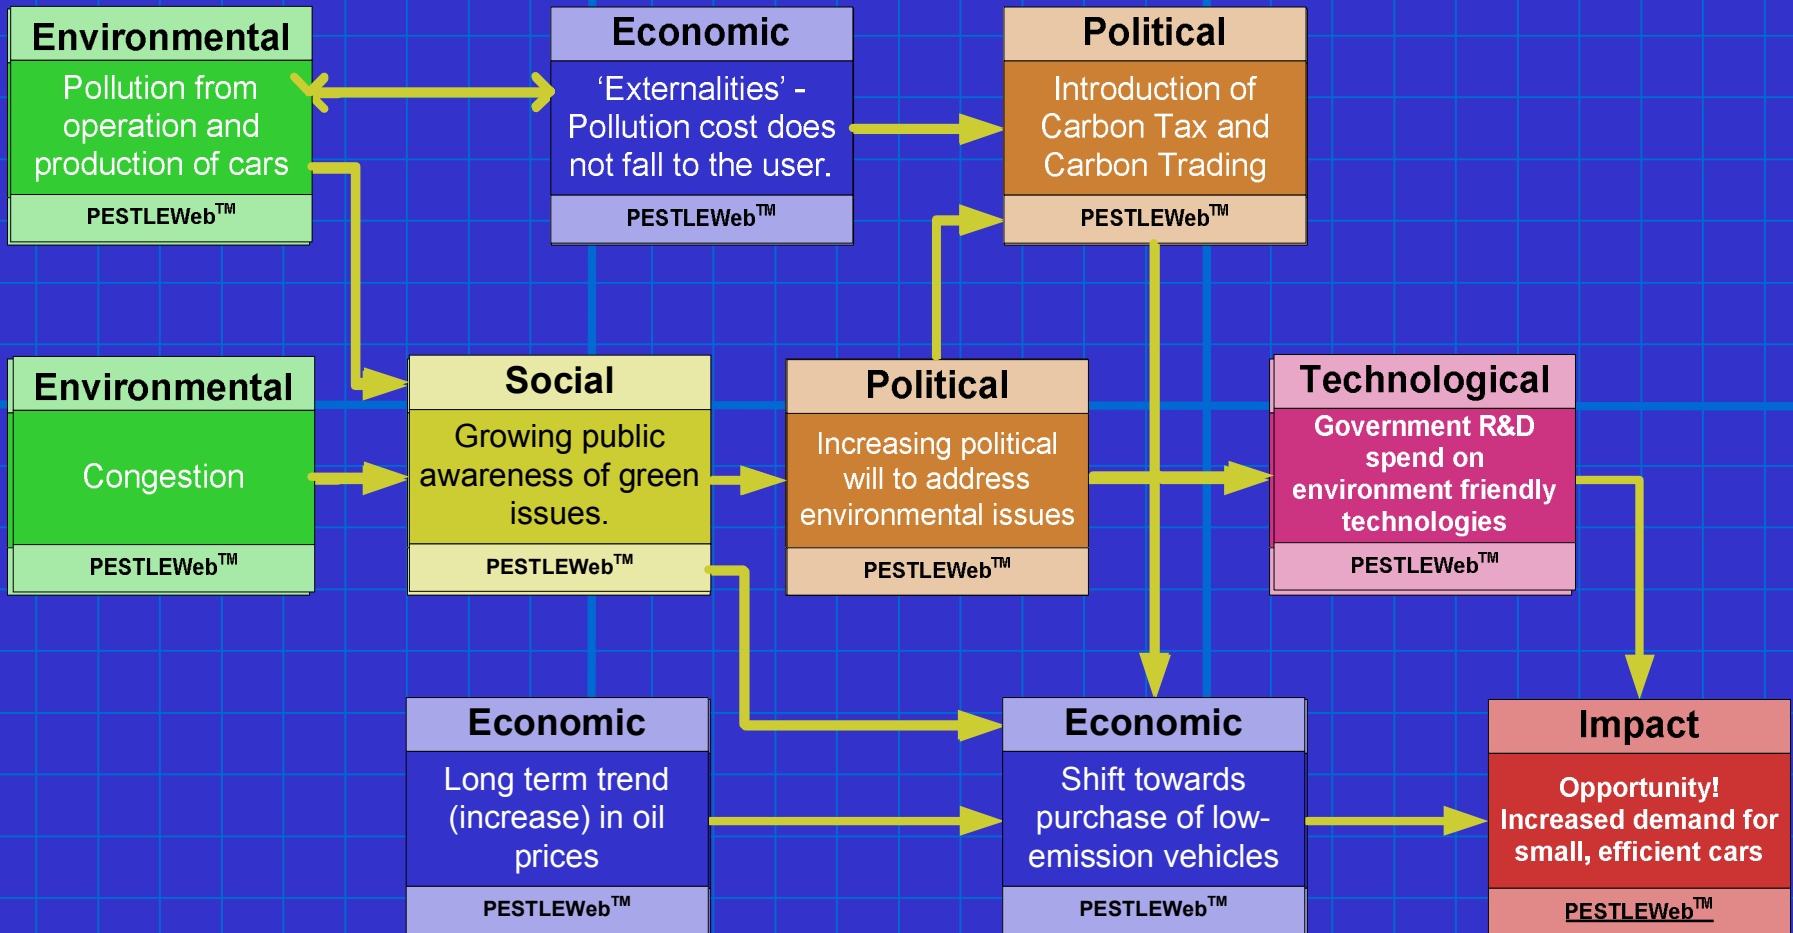 Environmental
Pollution from
operation and
production of cars
PESTLEWeb™
Economic
‘Externalities’ -
Pollution cost does
not fall to the user.
PESTLEWeb™
Political
Introduction of
Carbon Tax and
Carbon Trading
PESTLEWeb™
Environmental
Congestion
PESTLEWeb™
Social
Growing public
awareness of green
issues.
PESTLEWeb™
Political
Increasing political
will to address
environmental issues
PESTLEWeb™
Technological
Government R&D
spend on
environment friendly
technologies
PESTLEWeb™
Economic
Long term trend
(increase) in oil
prices
PESTLEWeb™
Economic
Shift towards
purchase of low-
emission vehicles
PESTLEWeb™
Impact
Opportunity!
Increased demand for
small, efficient cars
PESTLEWeb™